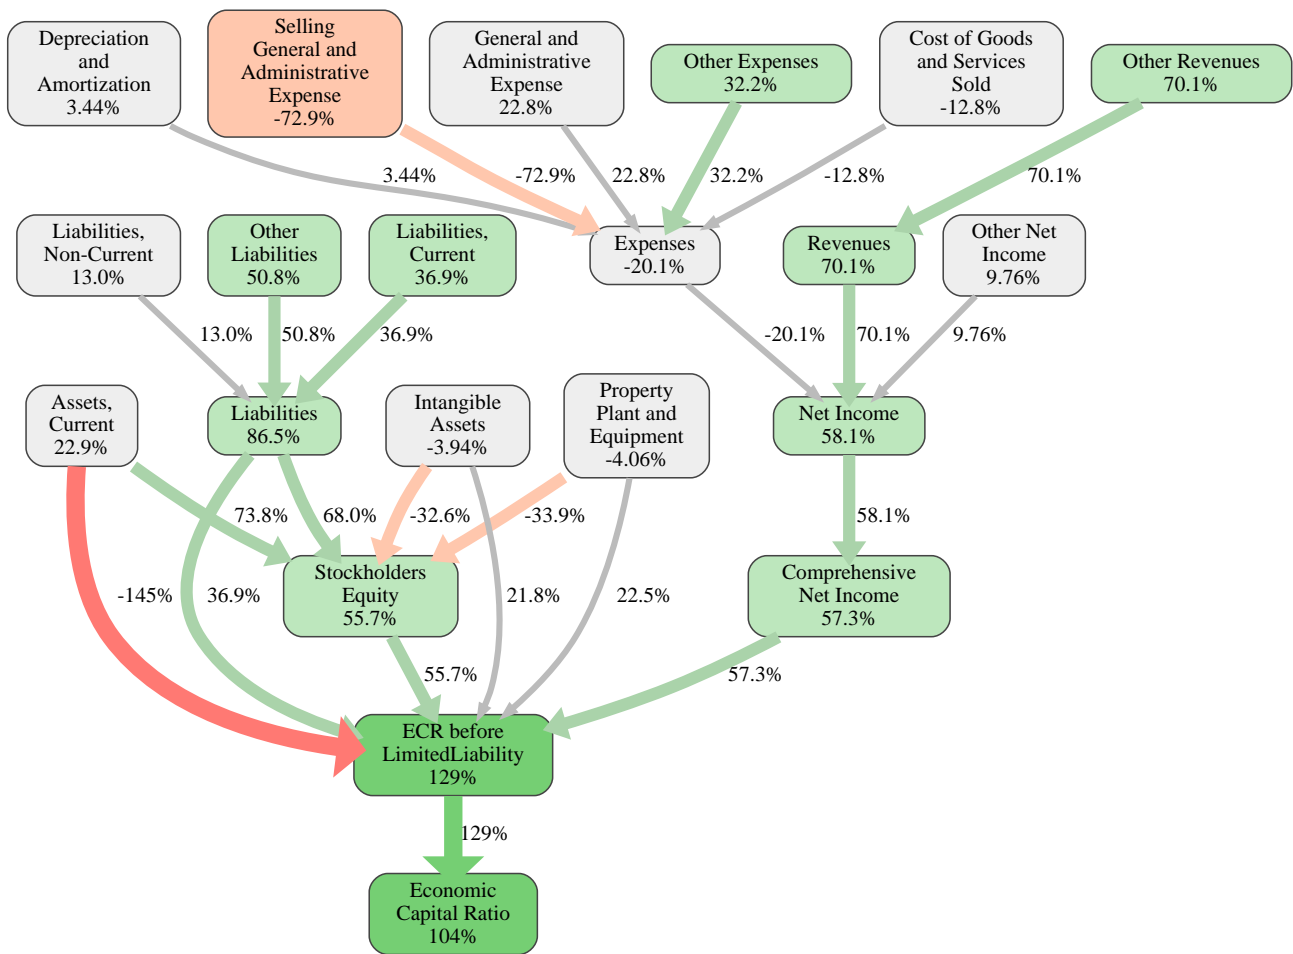 Depreciation
and
Amortization
3.44%
Selling
General and
Administrative
Expense
-72.9%
General and
Administrative
Expense
22.8%
Other Expenses
32.2%
Cost of Goods
and Services
Sold
-12.8%
Other Revenues
70.1%
3.44%
-72.9%
22.8%
32.2%
-12.8%
70.1%
Liabilities,
Non-Current
13.0%
Other
Liabilities
50.8%
Liabilities,
Current
36.9%
Expenses
-20.1%
Revenues
70.1%
Other Net
Income
9.76%
13.0%
50.8%
36.9%
-20.1%
70.1%
9.76%
Assets,
Current
22.9%
Liabilities
86.5%
Intangible
Assets
-3.94%
Property
Plant and
Equipment
-4.06%
Net Income
58.1%
73.8%
68.0%
-32.6%
-33.9%
58.1%
Stockholders
Equity
55.7%
Comprehensive
Net Income
57.3%
-145%
36.9%
21.8%
22.5%
55.7%
57.3%
ECR before
LimitedLiability
129%
129%
Economic
Capital Ratio
104%